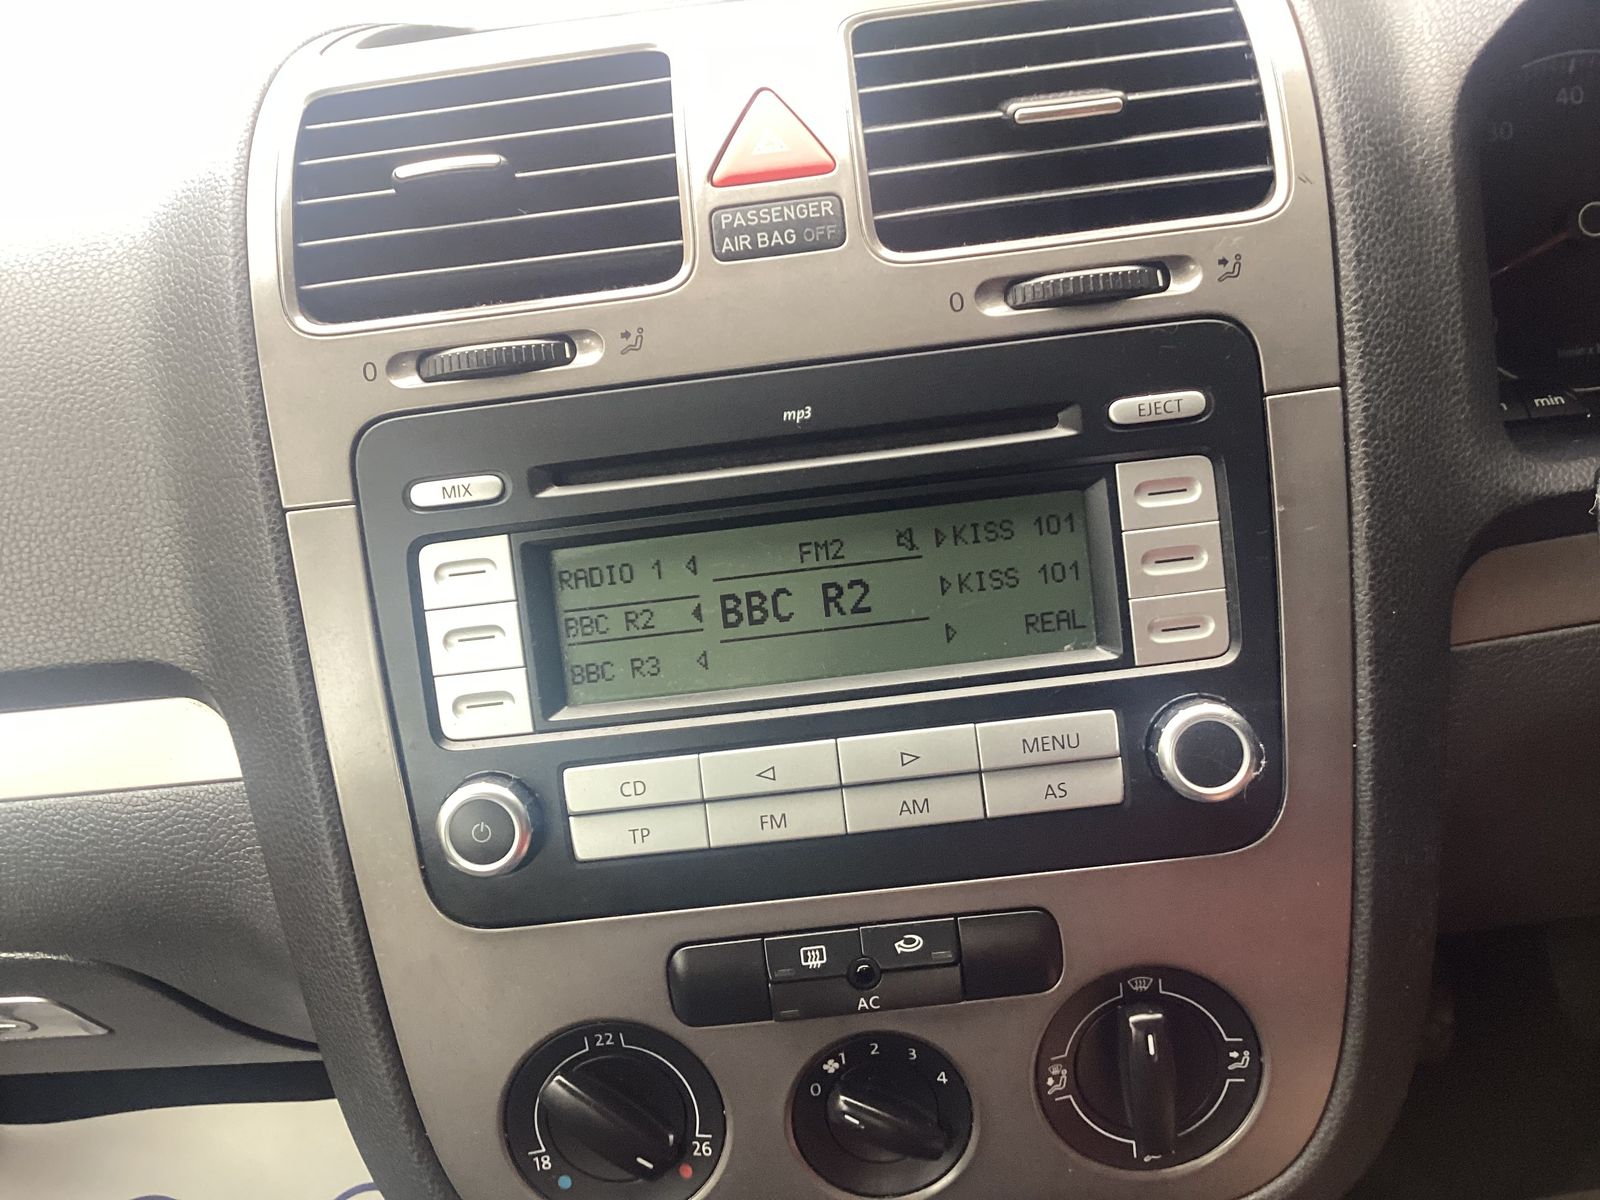 40
30
PASSENGER
AIR BAG OFF
0
0
min
mp3
EJECT
MIX
RADIO 1
BBC R2
BBC R3
FM2
BBC R2
KISS 101
KISS 101
REAL
CD
MENU
TP
FM
AM
AS
AC
22
18
26
0
1
2
3
4